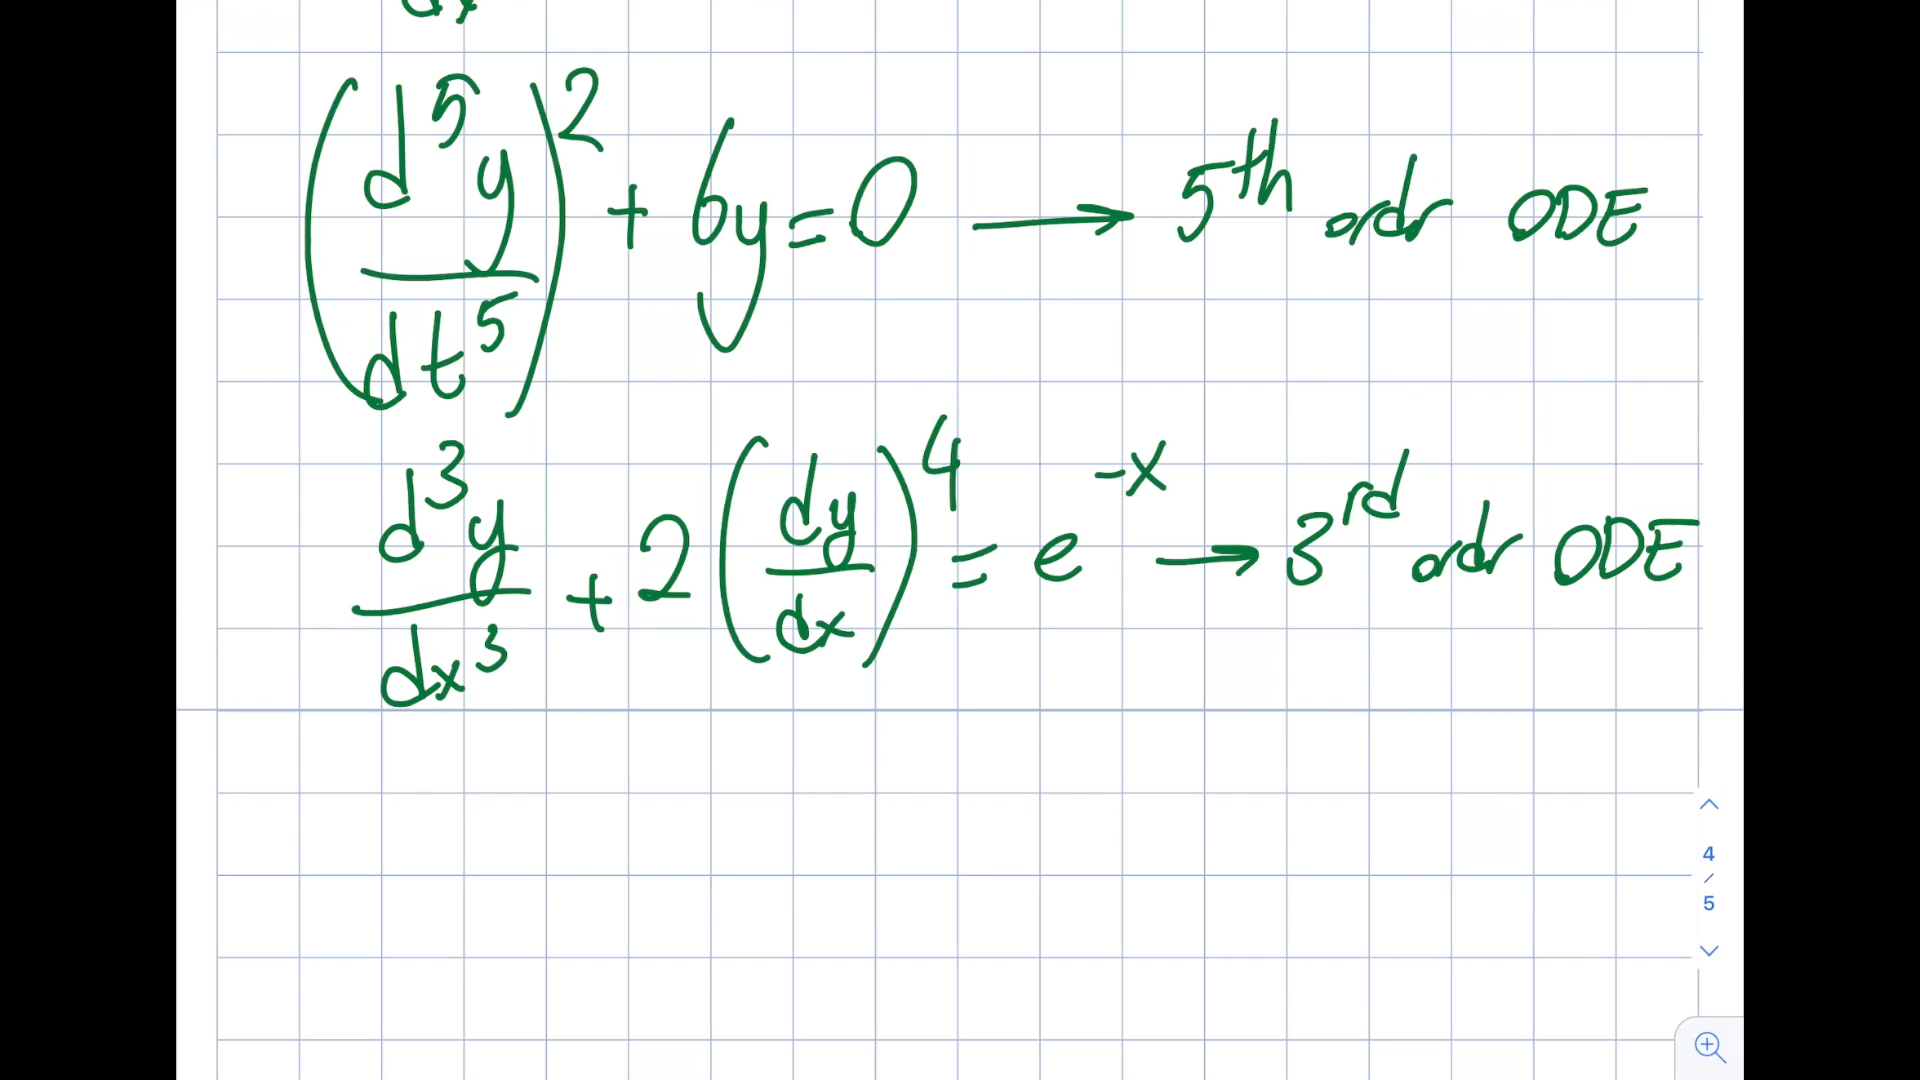 dx
(d⁵y/dt⁵)² + 6y = 0 → 5th ordr ODE
d³y/dx³ + 2(dy/dx)⁴ = e⁻ˣ → 3rd ordr ODE
4
/
5